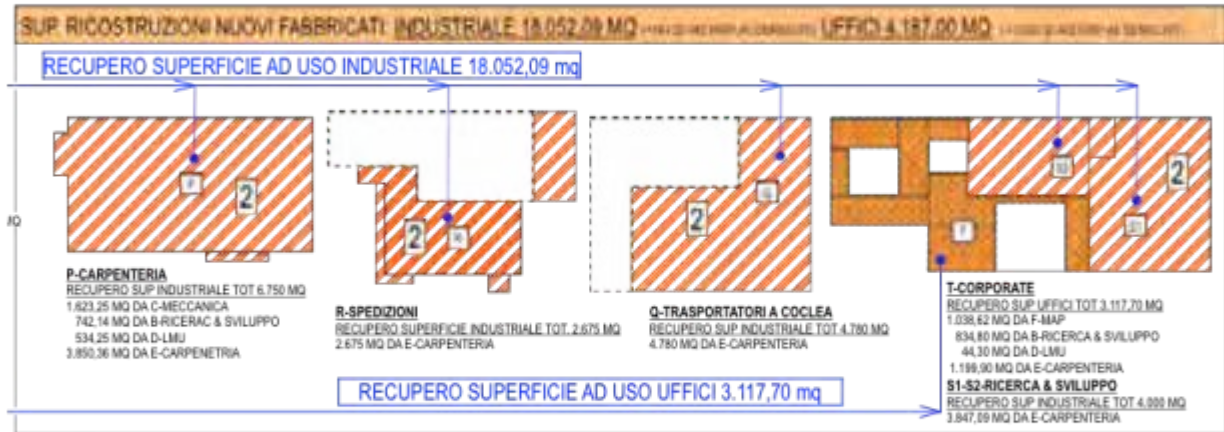 SUP. RICOSTRUZIONI NUOVI FABBRICATI: INDUSTRIALE 18.052,09 MQ UFFICI 4.187,00 MQ
RECUPERO SUPERFICIE AD USO INDUSTRIALE 18.052,09 mq
P
2
2
2
2
T
MQ
P-CARPENTERIA
RECUPERO SUP INDUSTRIALE TOT 6.750 MQ
1.623,25 MQ DA C-MECCANICA
742,14 MQ DA B-RICERAC & SVILUPPO
534,25 MQ DA D-LMU
3.850,36 MQ DA E-CARPENETRIA
R-SPEDIZIONI
RECUPERO SUPERFICIE INDUSTRIALE TOT. 2.675 MQ
2.675 MQ DA E-CARPENTERIA
Q-TRASPORTATORI A COCLEA
RECUPERO SUP INDUSTRIALE TOT 4.780 MQ
4.780 MQ DA E-CARPENTERIA
T-CORPORATE
RECUPERO SUP UFFICI TOT 3.117,70 MQ
1.038,62 MQ DA F-MAP
834,80 MQ DA B-RICERCA & SVILUPPO
44,30 MQ DA D-LMU
1.199,90 MQ DA E-CARPENTERIA
S1-S2-RICERCA & SVILUPPO
RECUPERO SUP INDUSTRIALE TOT 4.000 MQ
3.847,09 MQ DA E-CARPENTERIA
RECUPERO SUPERFICIE AD USO UFFICI 3.117,70 mq